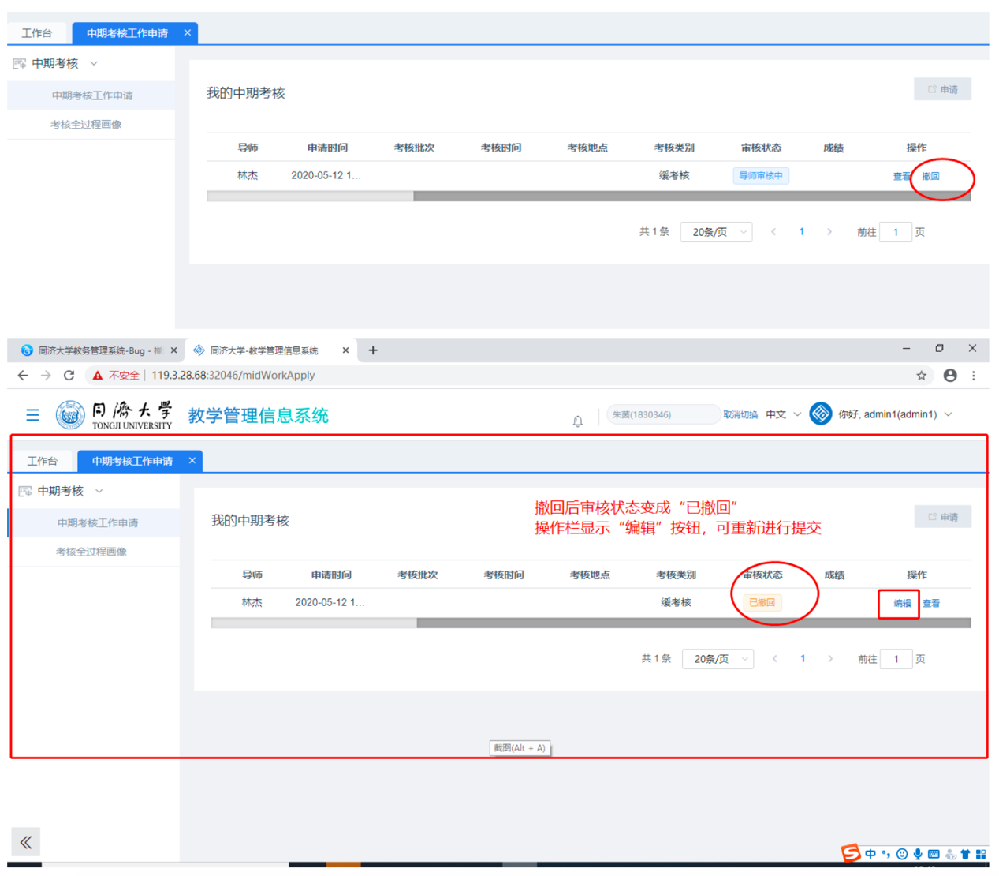 工作台 中期考核工作申请 ×
中期考核
中期考核工作申请
考核全过程画像
我的中期考核
申请
导师 申请时间 考核批次 考核时间 考核地点 考核类别 审核状态 成绩 操作
林杰 2020-05-12 1... 缓考核 导师审核中 查看 撤回
共 1 条 20条/页 < 1 > 前往 1 页
同济大学教务管理系统-Bug - 禅 × 同济大学-教学管理信息系统 × +
不安全 | 119.3.28.68:32046/midWorkApply
同濟大學
TONGJI UNIVERSITY
教学管理信息系统
朱茵(1830346) 取消切换 中文 你好, admin1(admin1)
工作台 中期考核工作申请 ×
中期考核
中期考核工作申请
考核全过程画像
我的中期考核
撤回后审核状态变成“已撤回”
操作栏显示“编辑”按钮，可重新进行提交
申请
导师 申请时间 考核批次 考核时间 考核地点 考核类别 审核状态 成绩 操作
林杰 2020-05-12 1... 缓考核 已撤回 编辑 查看
共 1 条 20条/页 < 1 > 前往 1 页
截图(Alt + A)
中